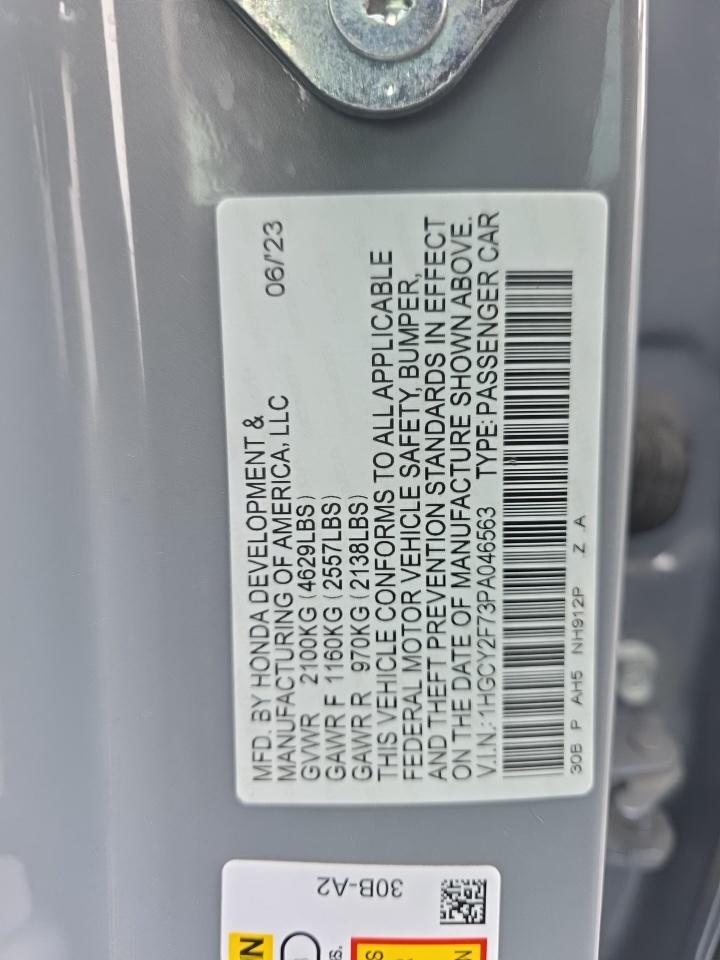 MFD. BY HONDA DEVELOPMENT &
MANUFACTURING OF AMERICA, LLC 06/'23
GVWR 2100KG (4629LBS)
GAWR F 1160KG (2557LBS)
GAWR R 970KG (2138LBS)
THIS VEHICLE CONFORMS TO ALL APPLICABLE
FEDERAL MOTOR VEHICLE SAFETY, BUMPER,
AND THEFT PREVENTION STANDARDS IN EFFECT
ON THE DATE OF MANUFACTURE SHOWN ABOVE.
V.I.N.: 1HGCY2F73PA046563 TYPE: PASSENGER CAR
30B P AH5 NH912P Z A
30B-A2